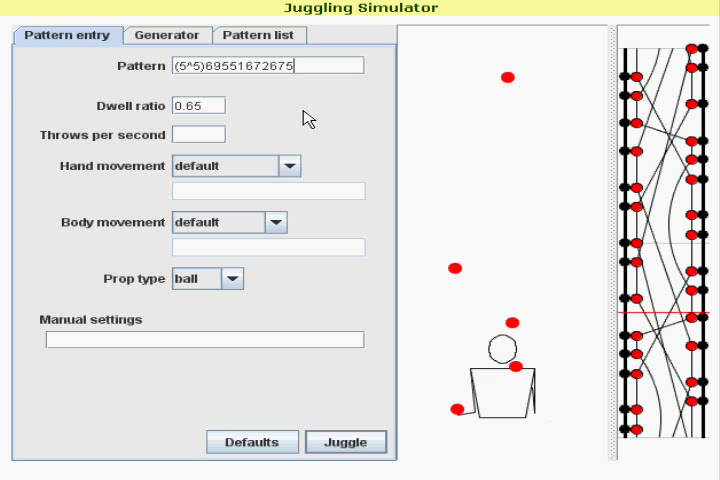 Juggling Simulator
Pattern entry Generator Pattern list
Pattern (5^5)69551672675
Dwell ratio 0.65
Throws per second
Hand movement default
Body movement default
Prop type ball
Manual settings
Defaults Juggle